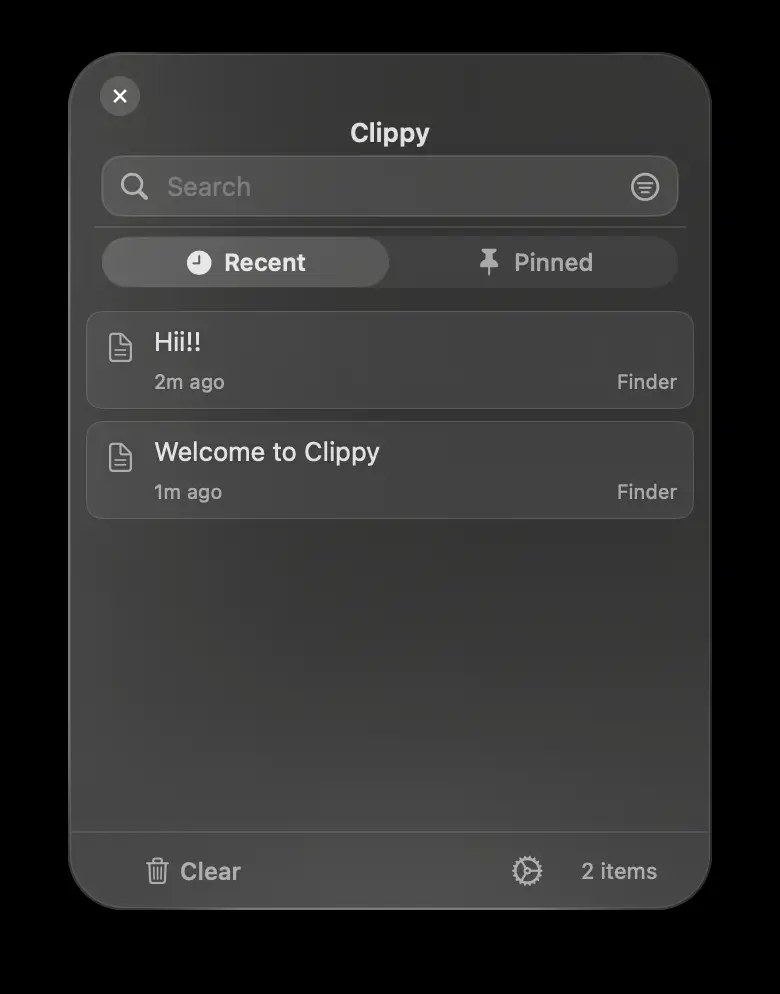 Clippy
Search
Recent
Pinned
Hii!!
2m ago
Finder
Welcome to Clippy
1m ago
Finder
Clear
2 items